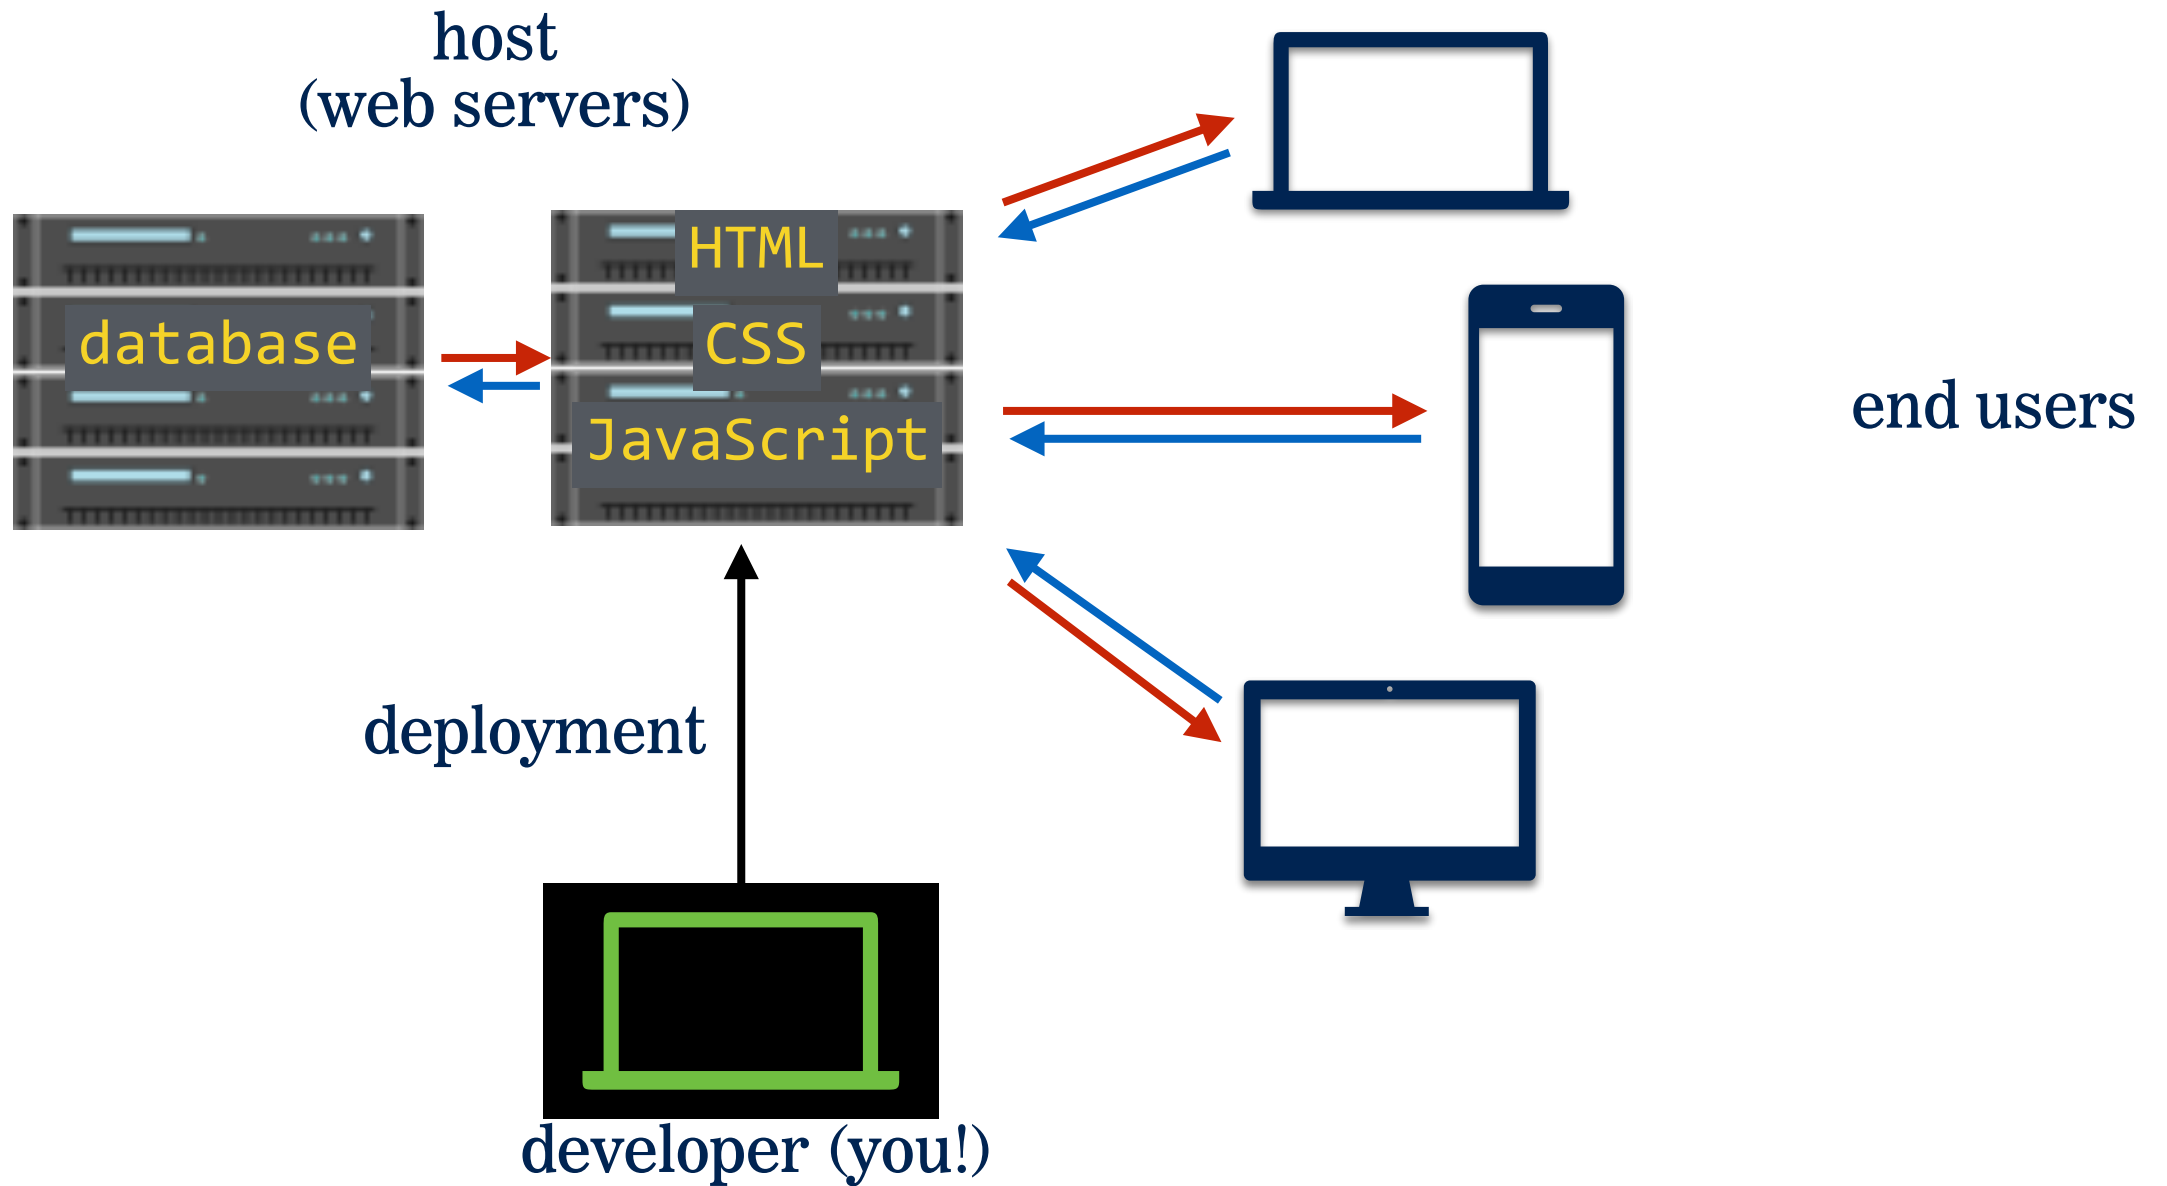 host
(web servers)
database
HTML
CSS
JavaScript
end users
deployment
developer (you!)